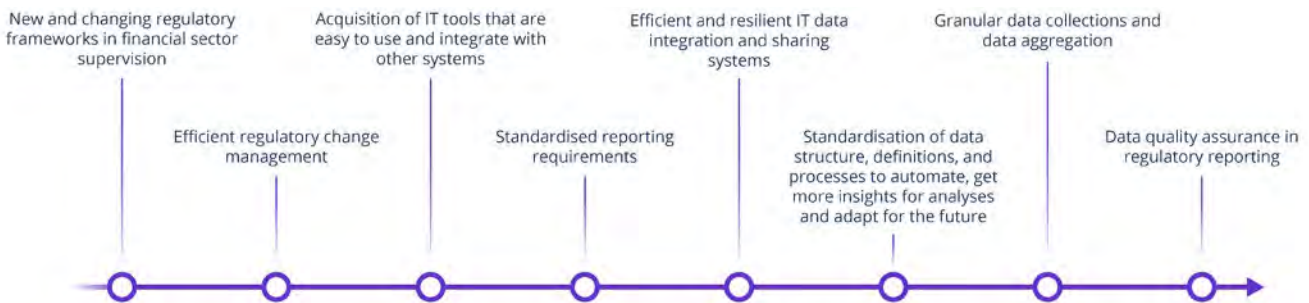 New and changing regulatory
frameworks in financial sector
supervision
Efficient regulatory change
management
Acquisition of IT tools that are
easy to use and integrate with
other systems
Standardised reporting
requirements
Efficient and resilient IT data
integration and sharing
systems
Standardisation of data
structure, definitions, and
processes to automate, get
more insights for analyses
and adapt for the future
Granular data collections and
data aggregation
Data quality assurance in
regulatory reporting